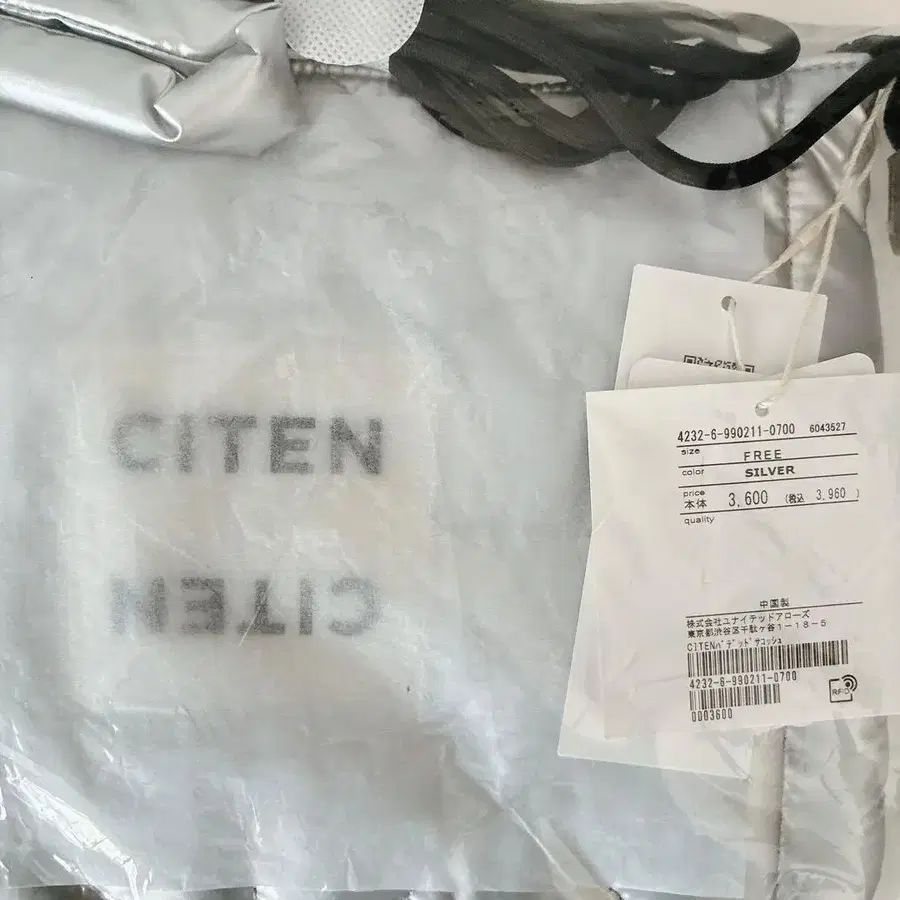 CITEN
CITEN
4232-6-990211-0700 6043527
size FREE
color SILVER
price
本体 3,600 (税込 3,960 )
quality
中国製
株式会社ユナイテッドアローズ
東京都渋谷区千駄ヶ谷1-18-5
CITENパデッドサコッシュ
4232-6-990211-0700
RFID
0003600